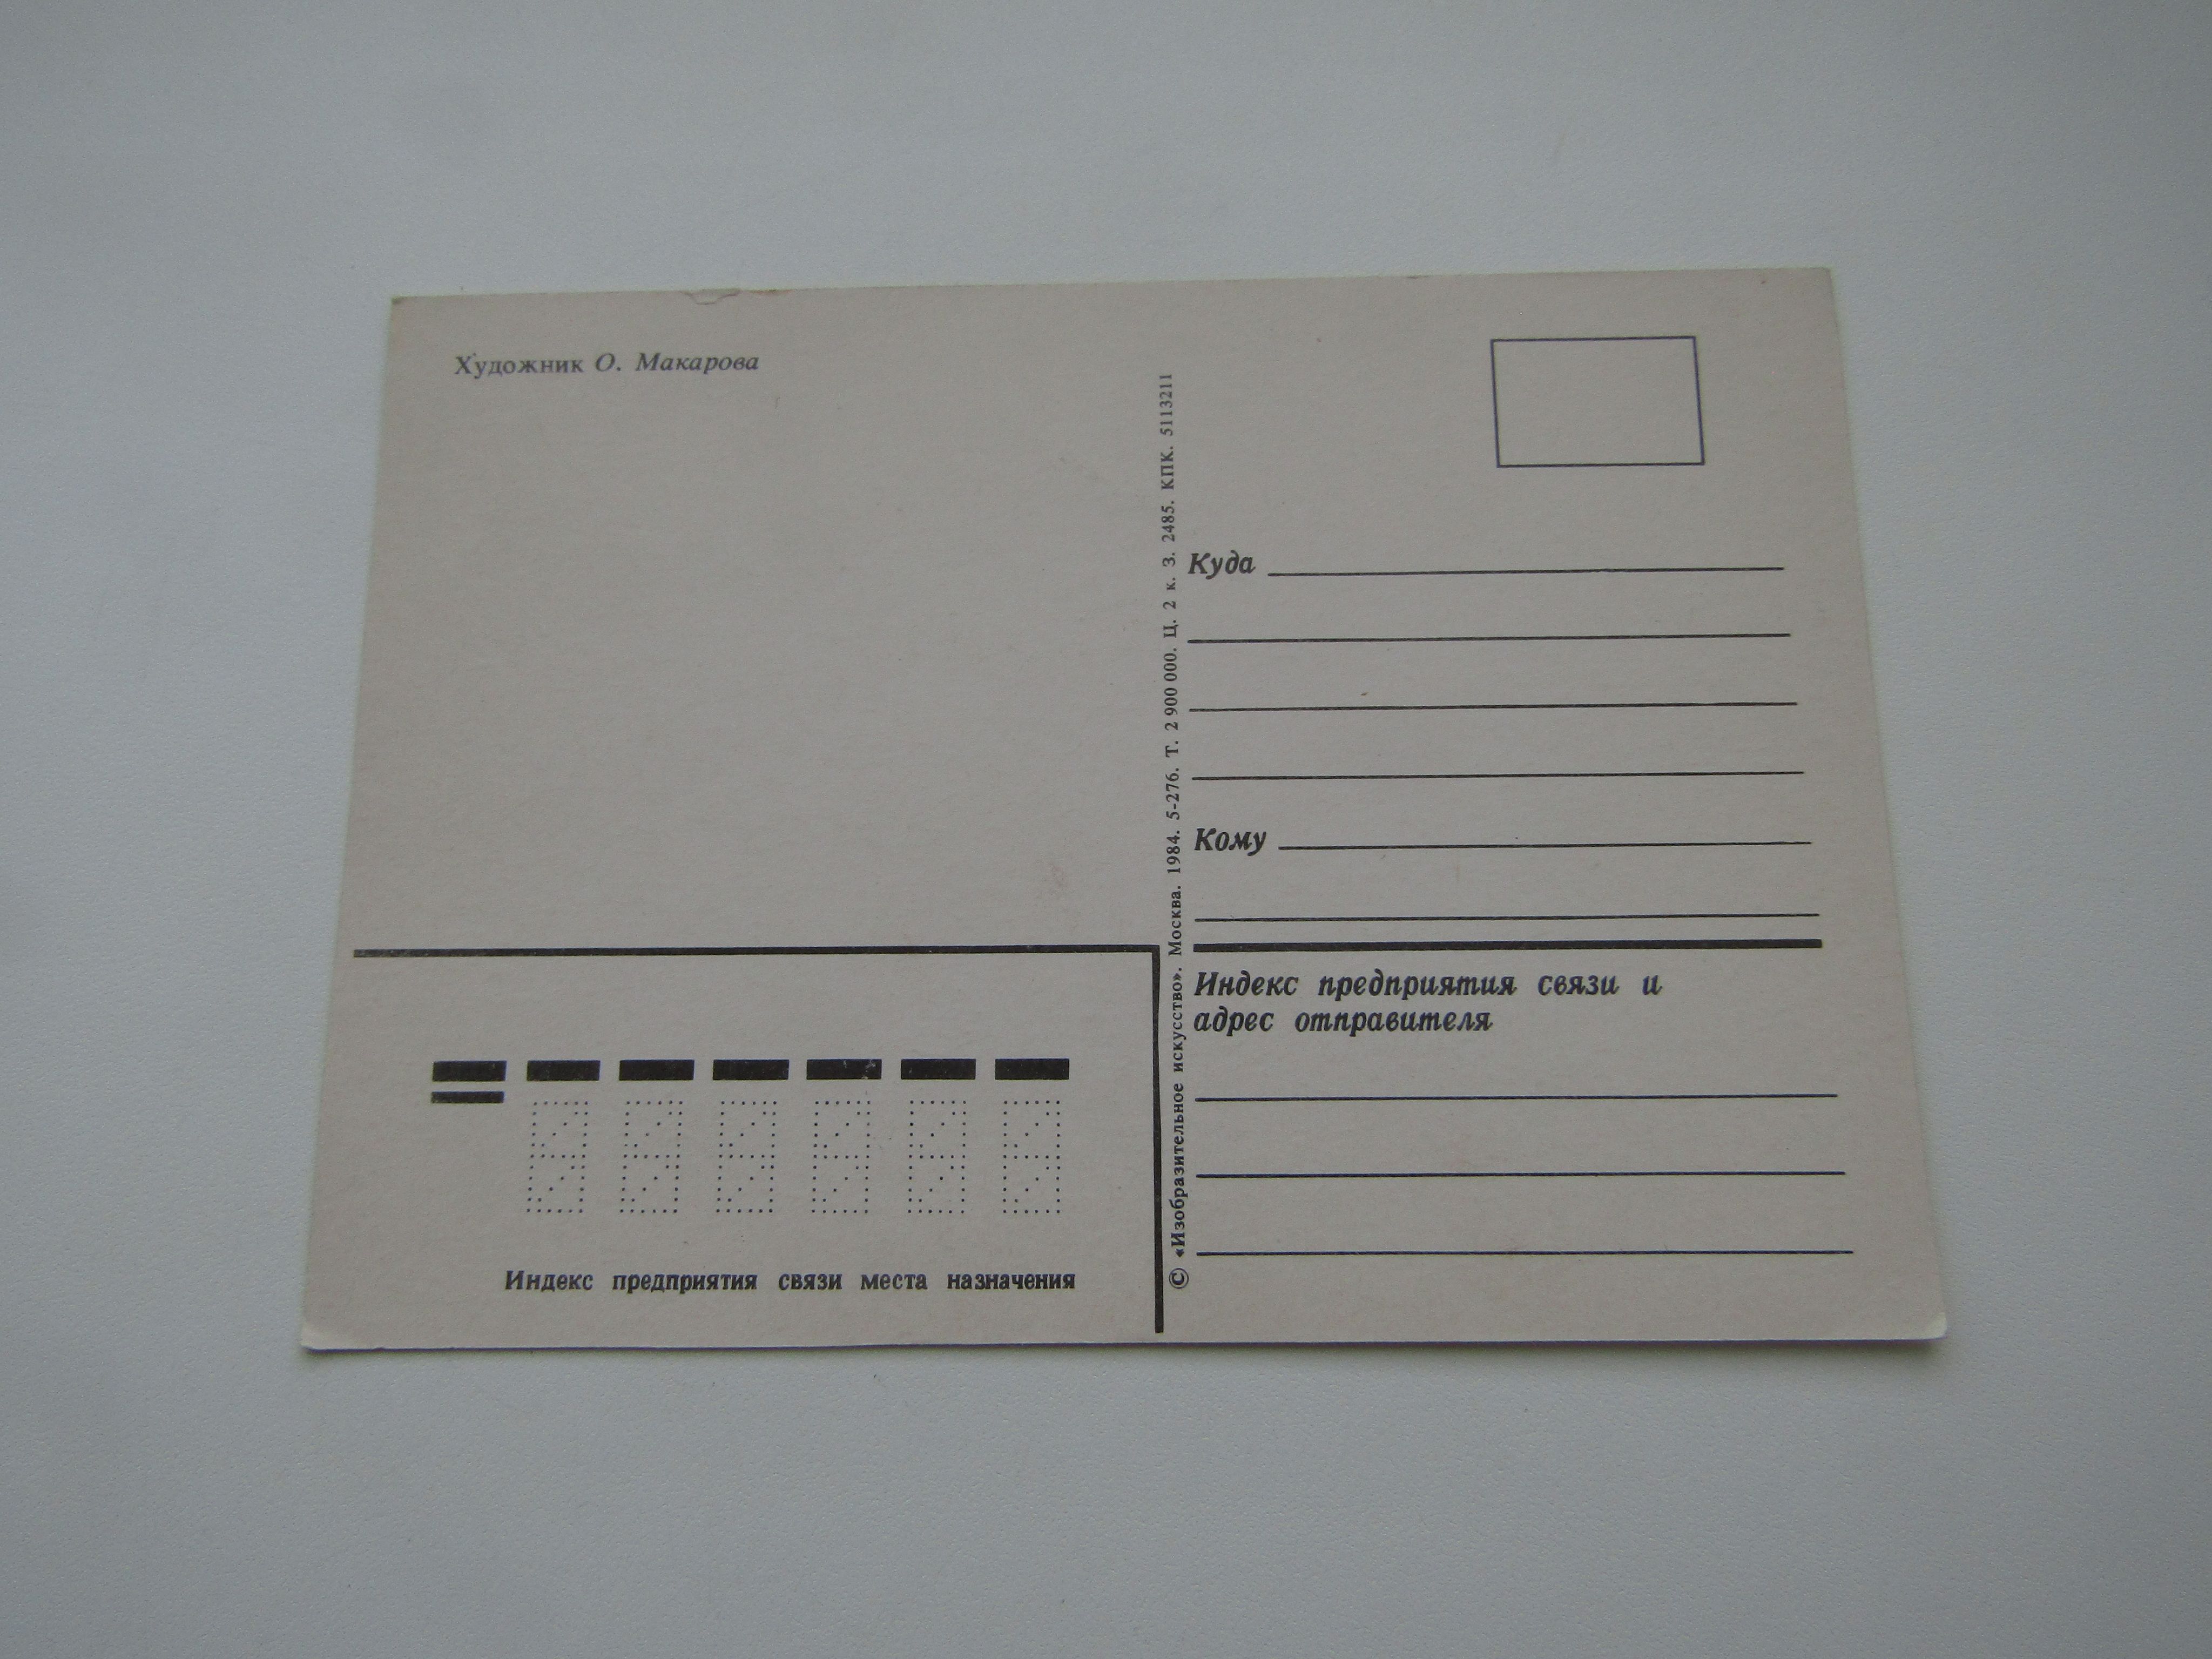 Художник О. Макарова
© «Изобразительное искусство». Москва. 1984. 5-276. Т. 2 900 000. Ц. 2 к. З. 2485. КПК. 5113211
Куда
Кому
Индекс предприятия связи и
адрес отправителя
Индекс предприятия связи места назначения